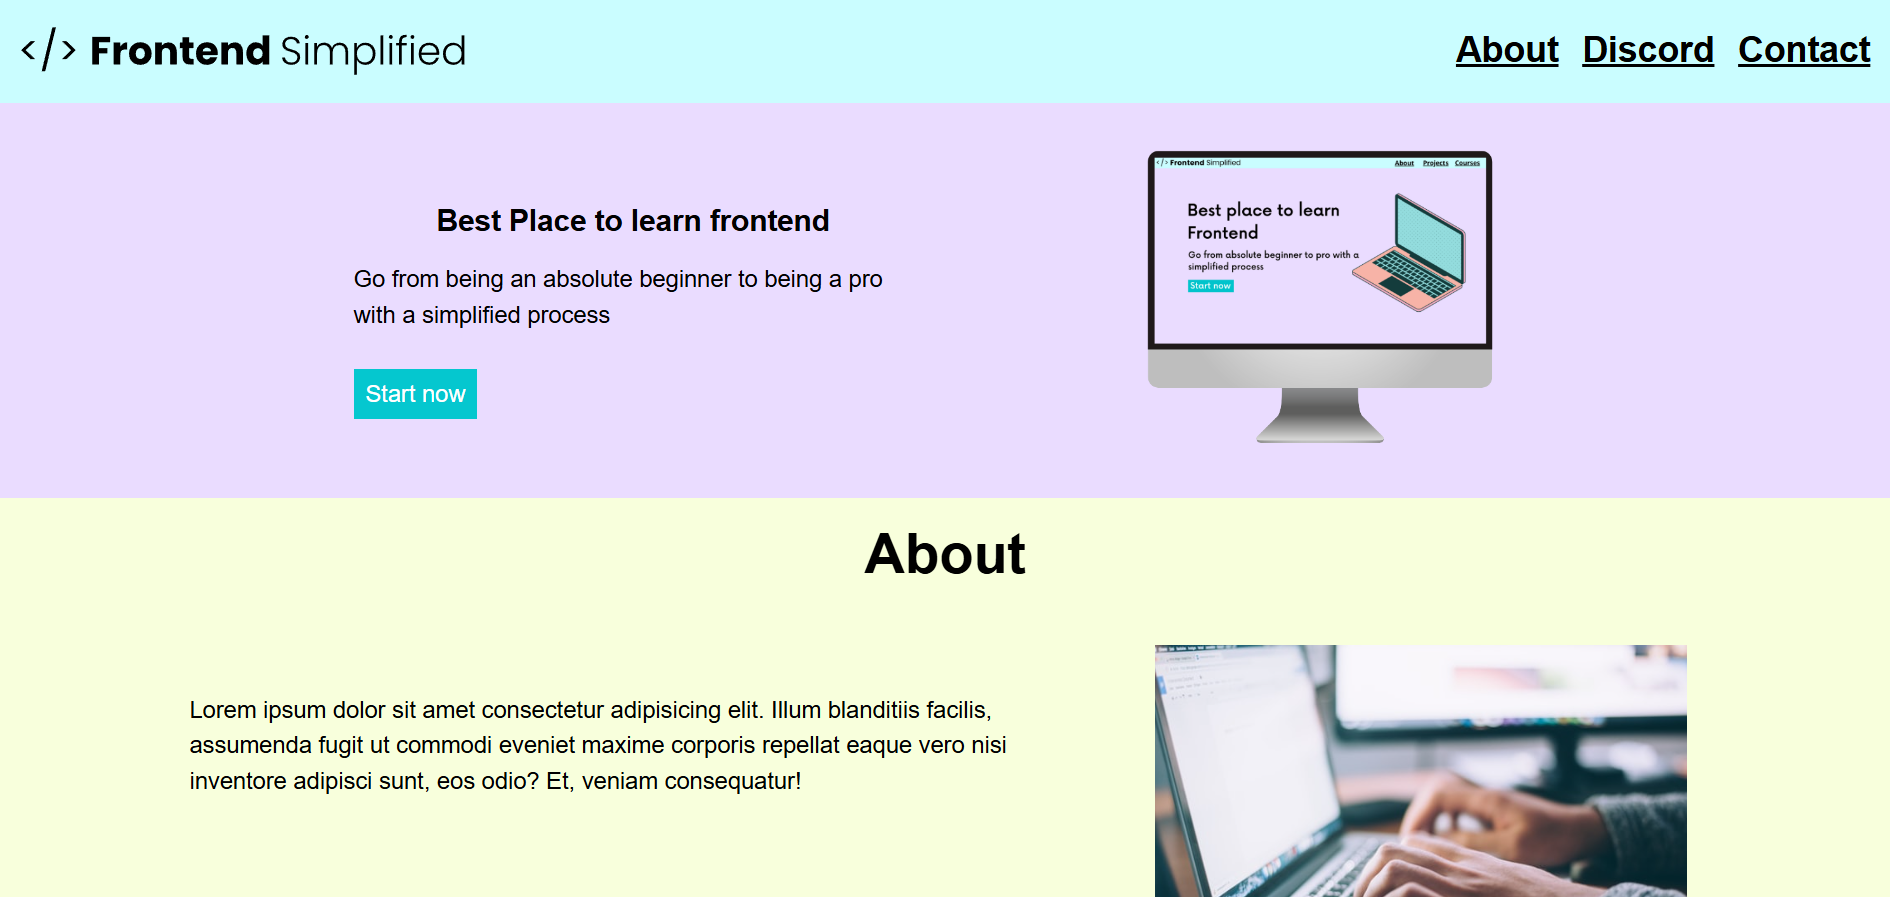 </> Frontend Simplified
About Discord Contact
Best Place to learn frontend
Go from being an absolute beginner to being a pro
with a simplified process
Start now
</> Frontend Simplified
About Projects Courses
Best place to learn
Frontend
Go from absolute beginner to pro with a
simplified process
Start now
About
Lorem ipsum dolor sit amet consectetur adipisicing elit. Illum blanditiis facilis,
assumenda fugit ut commodi eveniet maxime corporis repellat eaque vero nisi
inventore adipisci sunt, eos odio? Et, veniam consequatur!